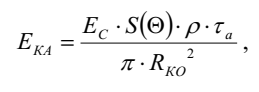 E_{KA} = \frac{E_C \cdot S(\Theta) \cdot \rho \cdot \tau_a}{\pi \cdot R_{KO}^2},